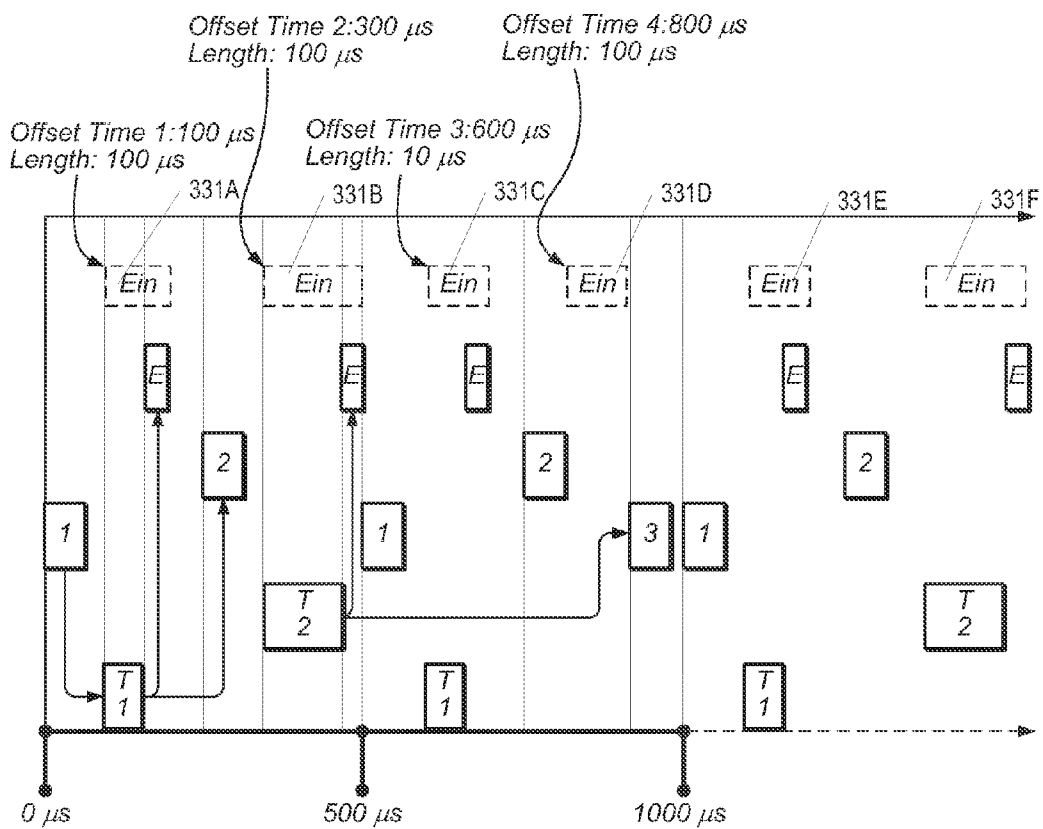 Offset Time 2:300 μs
Length: 100 μs
Offset Time 4:800 μs
Length: 100 μs
Offset Time 1:100 μs
Length: 100 μs
Offset Time 3:600 μs
Length: 10 μs
331A
331B
331C
331D
331E
331F
Ein
Ein
Ein
Ein
Ein
Ein
E
E
E
E
E
2
2
2
1
1
3
1
T
2
T
2
T
1
T
1
T
1
0 μs
500 μs
1000 μs